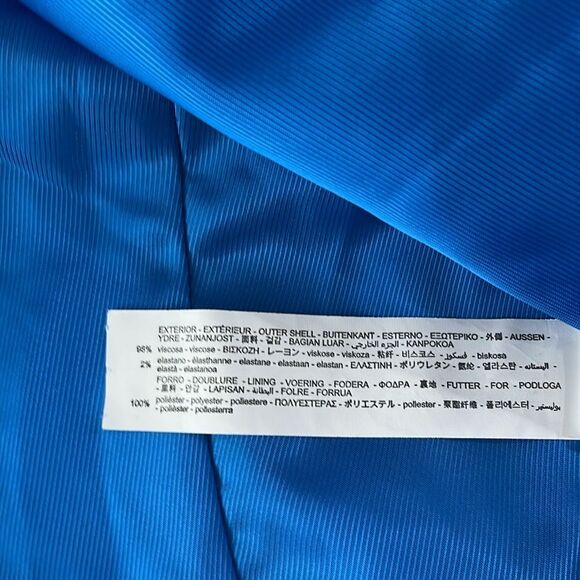 EXTERIOR - EXTÉRIEUR - OUTER SHELL - BUITENKANT - ESTERNO - ΕΞΩΤΕΡΙΚΟ - 外側 - AUSSEN -
YDRE - ZUNANJOST - 面料 - 겉감 - BAGIAN LUAR - الجزء الخارجي - KANPOKOA
98% viscosa - viscose - ΒΙΣΚΟΖΗ - レーヨン - viskose - viskoza - 粘纤 - 비스코스 - فسكوز - biskosa
2% elastano - élasthanne - elastane - elastaan - elastan - ΕΛΑΣΤΙΝΗ - ポリウレタン - 氨纶 - 엘라스탄 - الیستانه -
elastà - elastanoa
FORRO - DOUBLURE - LINING - VOERING - FODERA - ΦΟΔΡΑ - 裏地 - FUTTER - FOR - PODLOGA
- 里料 - 안감 - LAPISAN - البطانة - FOLRE - FORRUA
100% poliéster - polyester - poliestere - ΠΟΛΥΕΣΤΕΡΑΣ - ポリエステル - poliester - 聚酯纤维 - 폴리에스터 - بوليستير
- polièster - poliesterra